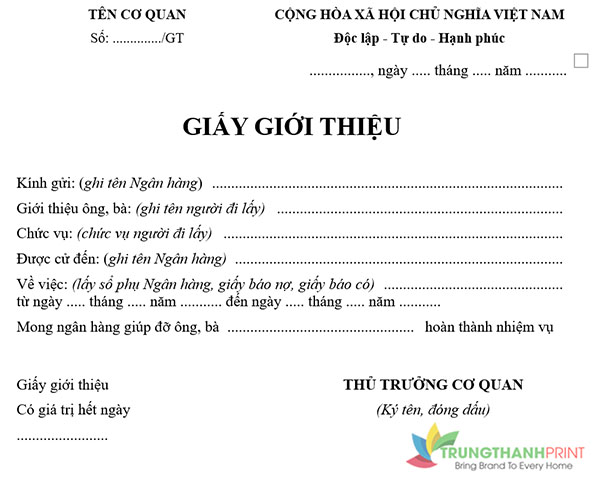 TÊN CƠ QUAN
Số: ............../GT
CỘNG HÒA XÃ HỘI CHỦ NGHĨA VIỆT NAM
Độc lập - Tự do - Hạnh phúc
................, ngày ..... tháng ..... năm ...........
GIẤY GIỚI THIỆU
Kính gửi: (ghi tên Ngân hàng) ..........................................................................
Giới thiệu ông, bà: (ghi tên người đi lấy) ............................................................
Chức vụ: (chức vụ người đi lấy) ........................................................................
Được cử đến: (ghi tên Ngân hàng) .....................................................................
Về việc: (lấy sổ phụ Ngân hàng, giấy báo nợ, giấy báo có) ......................................
từ ngày ..... tháng ..... năm ........... đến ngày ..... tháng ..... năm ...........
Mong ngân hàng giúp đỡ ông, bà ................................................. hoàn thành nhiệm vụ
Giấy giới thiệu
Có giá trị hết ngày
........................
THỦ TRƯỞNG CƠ QUAN
(Ký tên, đóng dấu)
TRUNGTHANHPRINT
Bring Brand To Every Home